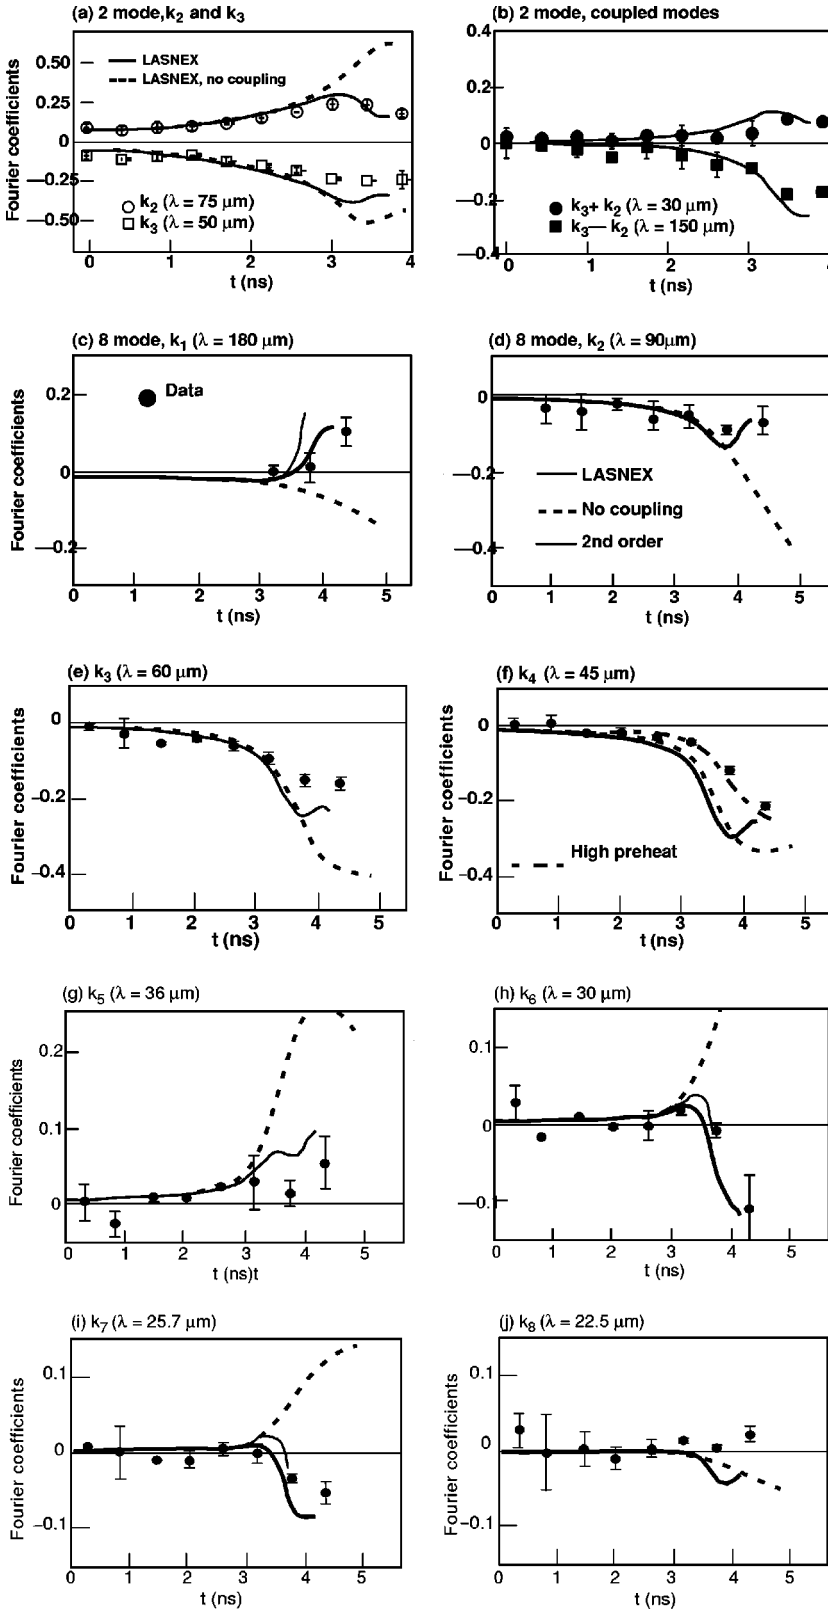 (a) 2 mode,k2 and k3
Fourier coefficients
0.50
0.25
0
—0.25
—0.50
LASNEX
LASNEX, no coupling
k2 (λ = 75 μm)
k3 (λ = 50 μm)
0 1 2 3 4
t (ns)
(b) 2 mode, coupled modes
0.4
0.2
0
—0.2
—0.4
k3+ k2 (λ = 30 μm)
k3— k2 (λ = 150 μm)
0 1 2 3 4
t (ns)
(c) 8 mode, k1 (λ = 180 μm)
Fourier coefficients
0.2
0
—0.2
Data
0 1 2 3 4 5
t (ns)
(d) 8 mode, k2 (λ = 90μm)
0
—0.2
—0.4
LASNEX
No coupling
2nd order
0 1 2 3 4 5
t (ns)
(e) k3 (λ = 60 μm)
Fourier coefficients
0
−0.2
−0.4
0 1 2 3 4 5
t (ns)
(f) k4 (λ = 45 μm)
Fourier coefficients
0
−0.2
−0.4
High preheat
0 1 2 3 4 5
t (ns)
(g) k5 (λ = 36 μm)
Fourier coefficients
0.2
0.1
0
0 1 2 3 4 5
t (ns)t
(h) k6 (λ = 30 μm)
0.1
0
−0.1
0 1 2 3 4 5
t (ns)
(i) k7 (λ = 25.7 μm)
Fourier coefficients
0.1
0
−0.1
0 1 2 3 4 5
t (ns)
(j) k8 (λ = 22.5 μm)
Fourier coefficients
0.1
0
−0.1
0 1 2 3 4 5
t (ns)